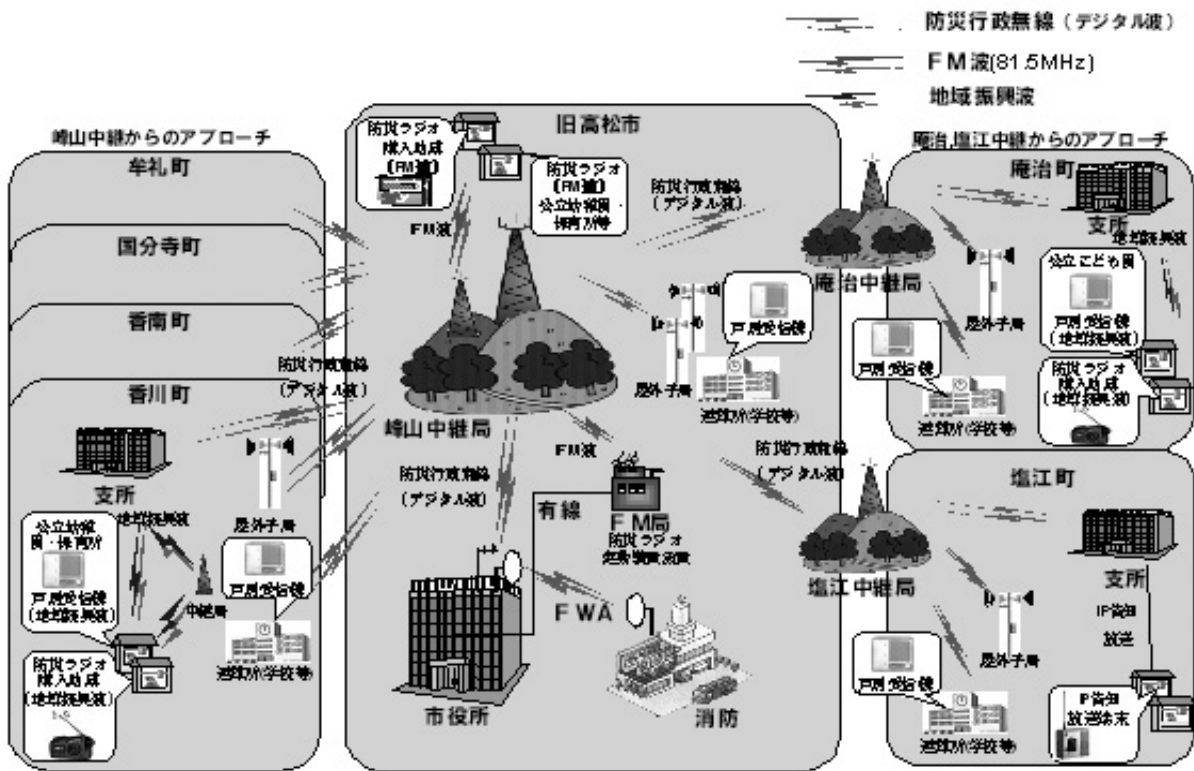 防災行政無線(デジタル波)
FM波(81.5MHz)
地域振興波
峰山中継からのアプローチ
牟礼町
国分寺町
香南町
防災行政無線
(デジタル波)
香川町
支所
地域振興波
屋外子局
公立幼稚
園・保育所
戸別受信機
(地域振興波)
中継局
戸別受信機
避難所(学校等)
防災ラジオ
購入助成
(地域振興波)
旧高松市
防災ラジオ
購入助成
(FM波)
防災ラジオ
(FM波)
公立幼稚園・
保育所等
FM波
防災行政無線
(デジタル波)
峰山中継局
戸別受信機
屋外子局
避難所(学校等)
FM波
防災行政無線
(デジタル波)
有線
FM局
防災ラジオ
FWA
市役所
消防
防災行政無線
(デジタル波)
庵治,塩江中継からのアプローチ
庵治町
支所
地域振興波
庵治中継局
屋外子局
公立こども園
戸別受信機
(地域振興波)
戸別受信機
避難所(学校等)
防災ラジオ
購入助成
(地域振興波)
塩江町
塩江中継局
支所
IP告知
放送
屋外子局
戸別受信機
避難所(学校等)
IP告知
放送端末